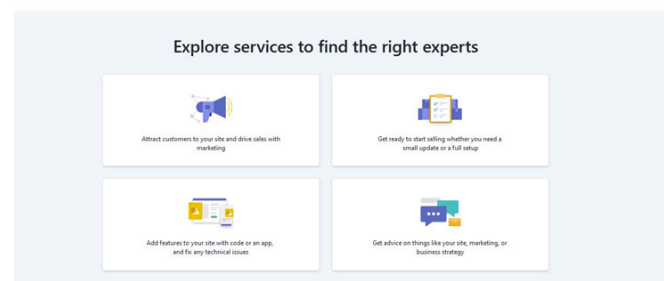 Explore services to find the right experts
Attract customers to your site and drive sales with
marketing
Get ready to start selling whether you need a
small update or a full setup
Add features to your site with code or an app,
and fix any technical issues
Get advice on things like your site, marketing, or
business strategy